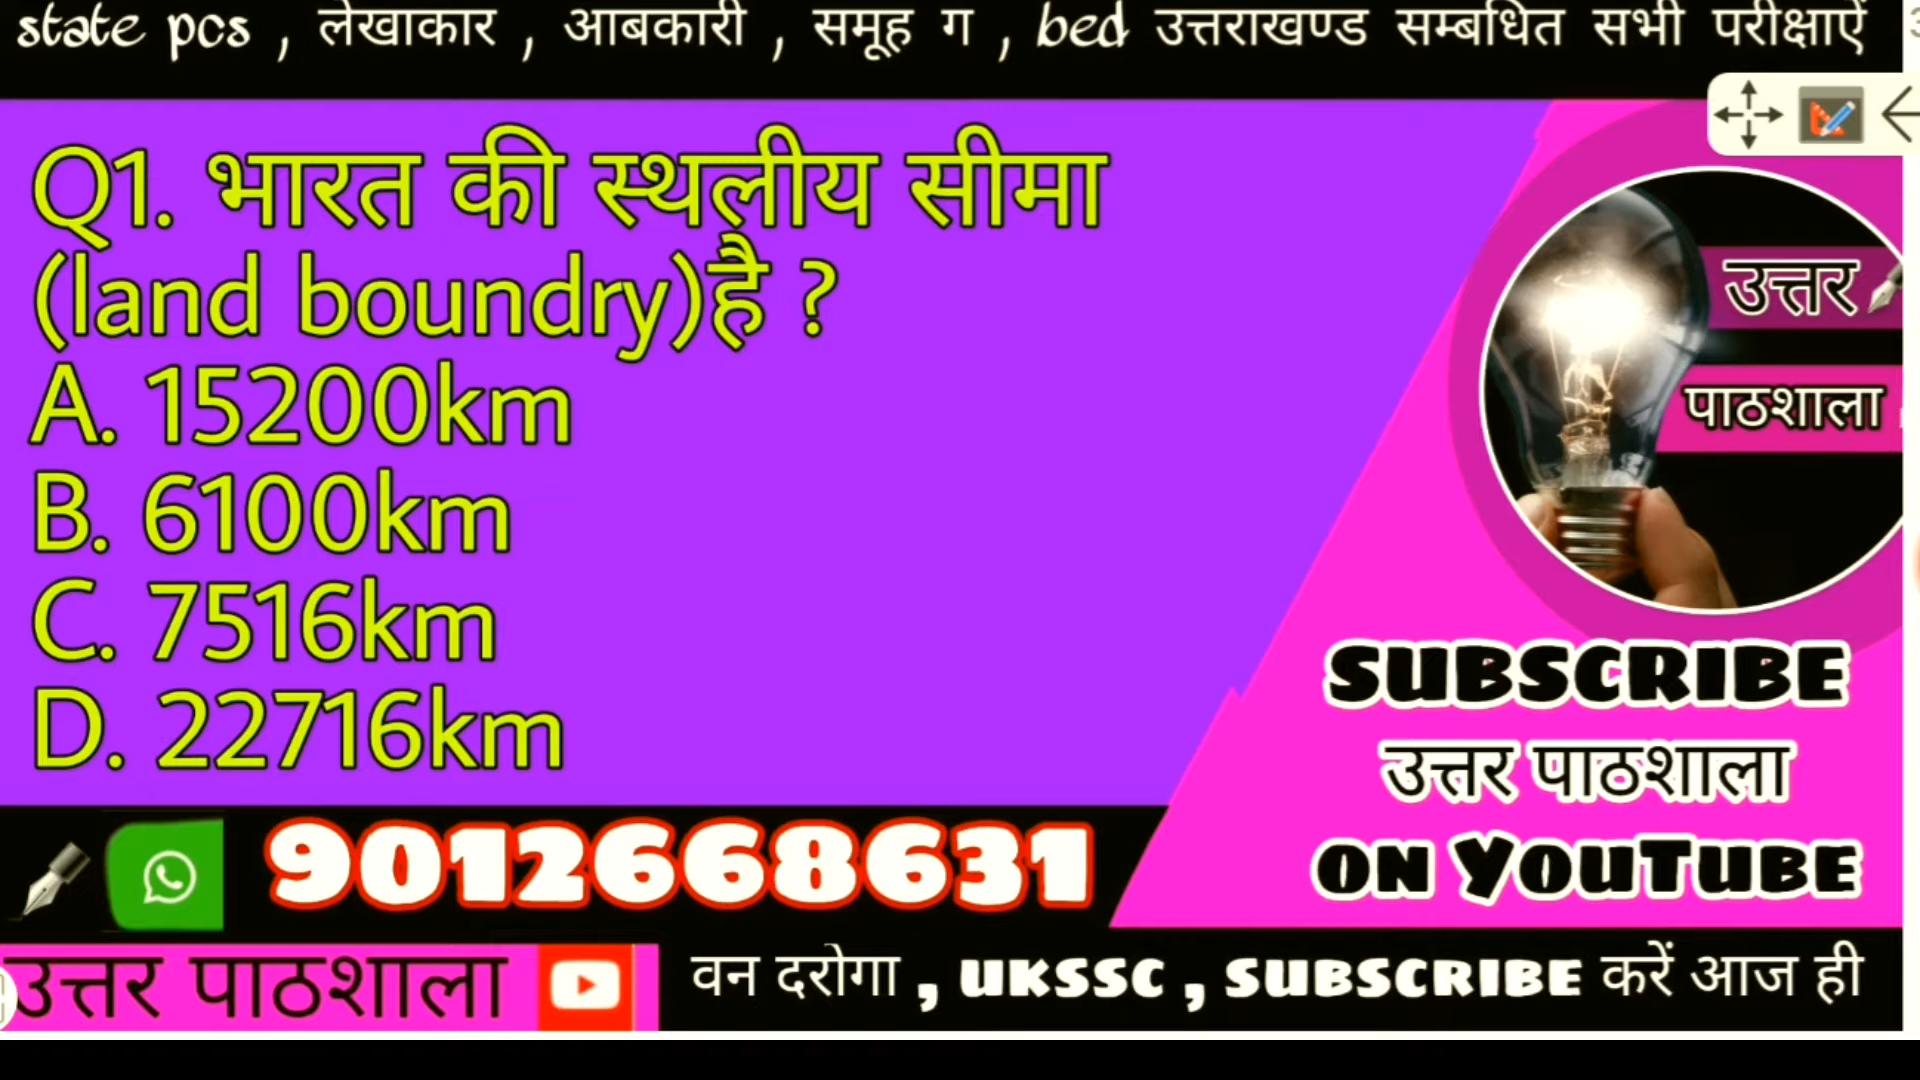 state pcs , लेखाकार , आबकारी , समूह ग , bed उत्तराखण्ड सम्बधित सभी परीक्षाऐं
Q1. भारत की स्थलीय सीमा
(land boundry)है ?
A. 15200km
B. 6100km
C. 7516km
D. 22716km
उत्तर
पाठशाला
SUBSCRIBE
उत्तर पाठशाला
ON YOUTUBE
9012668631
उत्तर पाठशाला
वन दरोगा , UKSSC , SUBSCRIBE करें आज ही